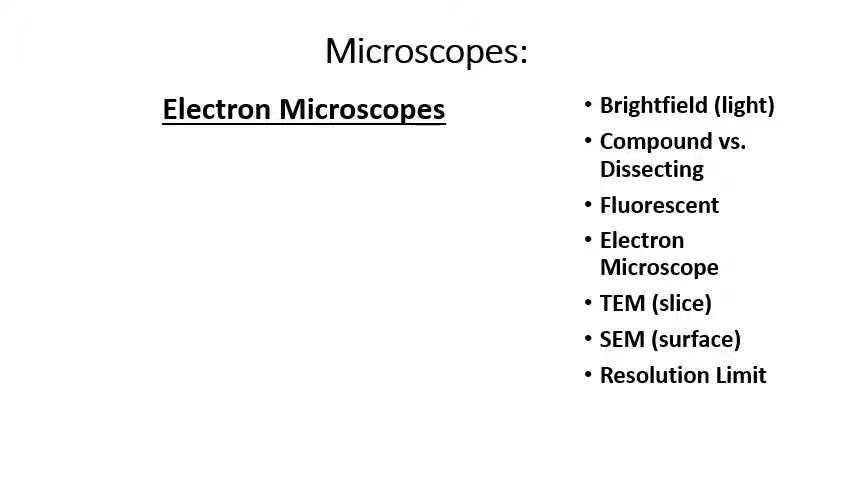 Microscopes:
Electron Microscopes
• Brightfield (light)
• Compound vs.
Dissecting
• Fluorescent
• Electron
Microscope
• TEM (slice)
• SEM (surface)
• Resolution Limit